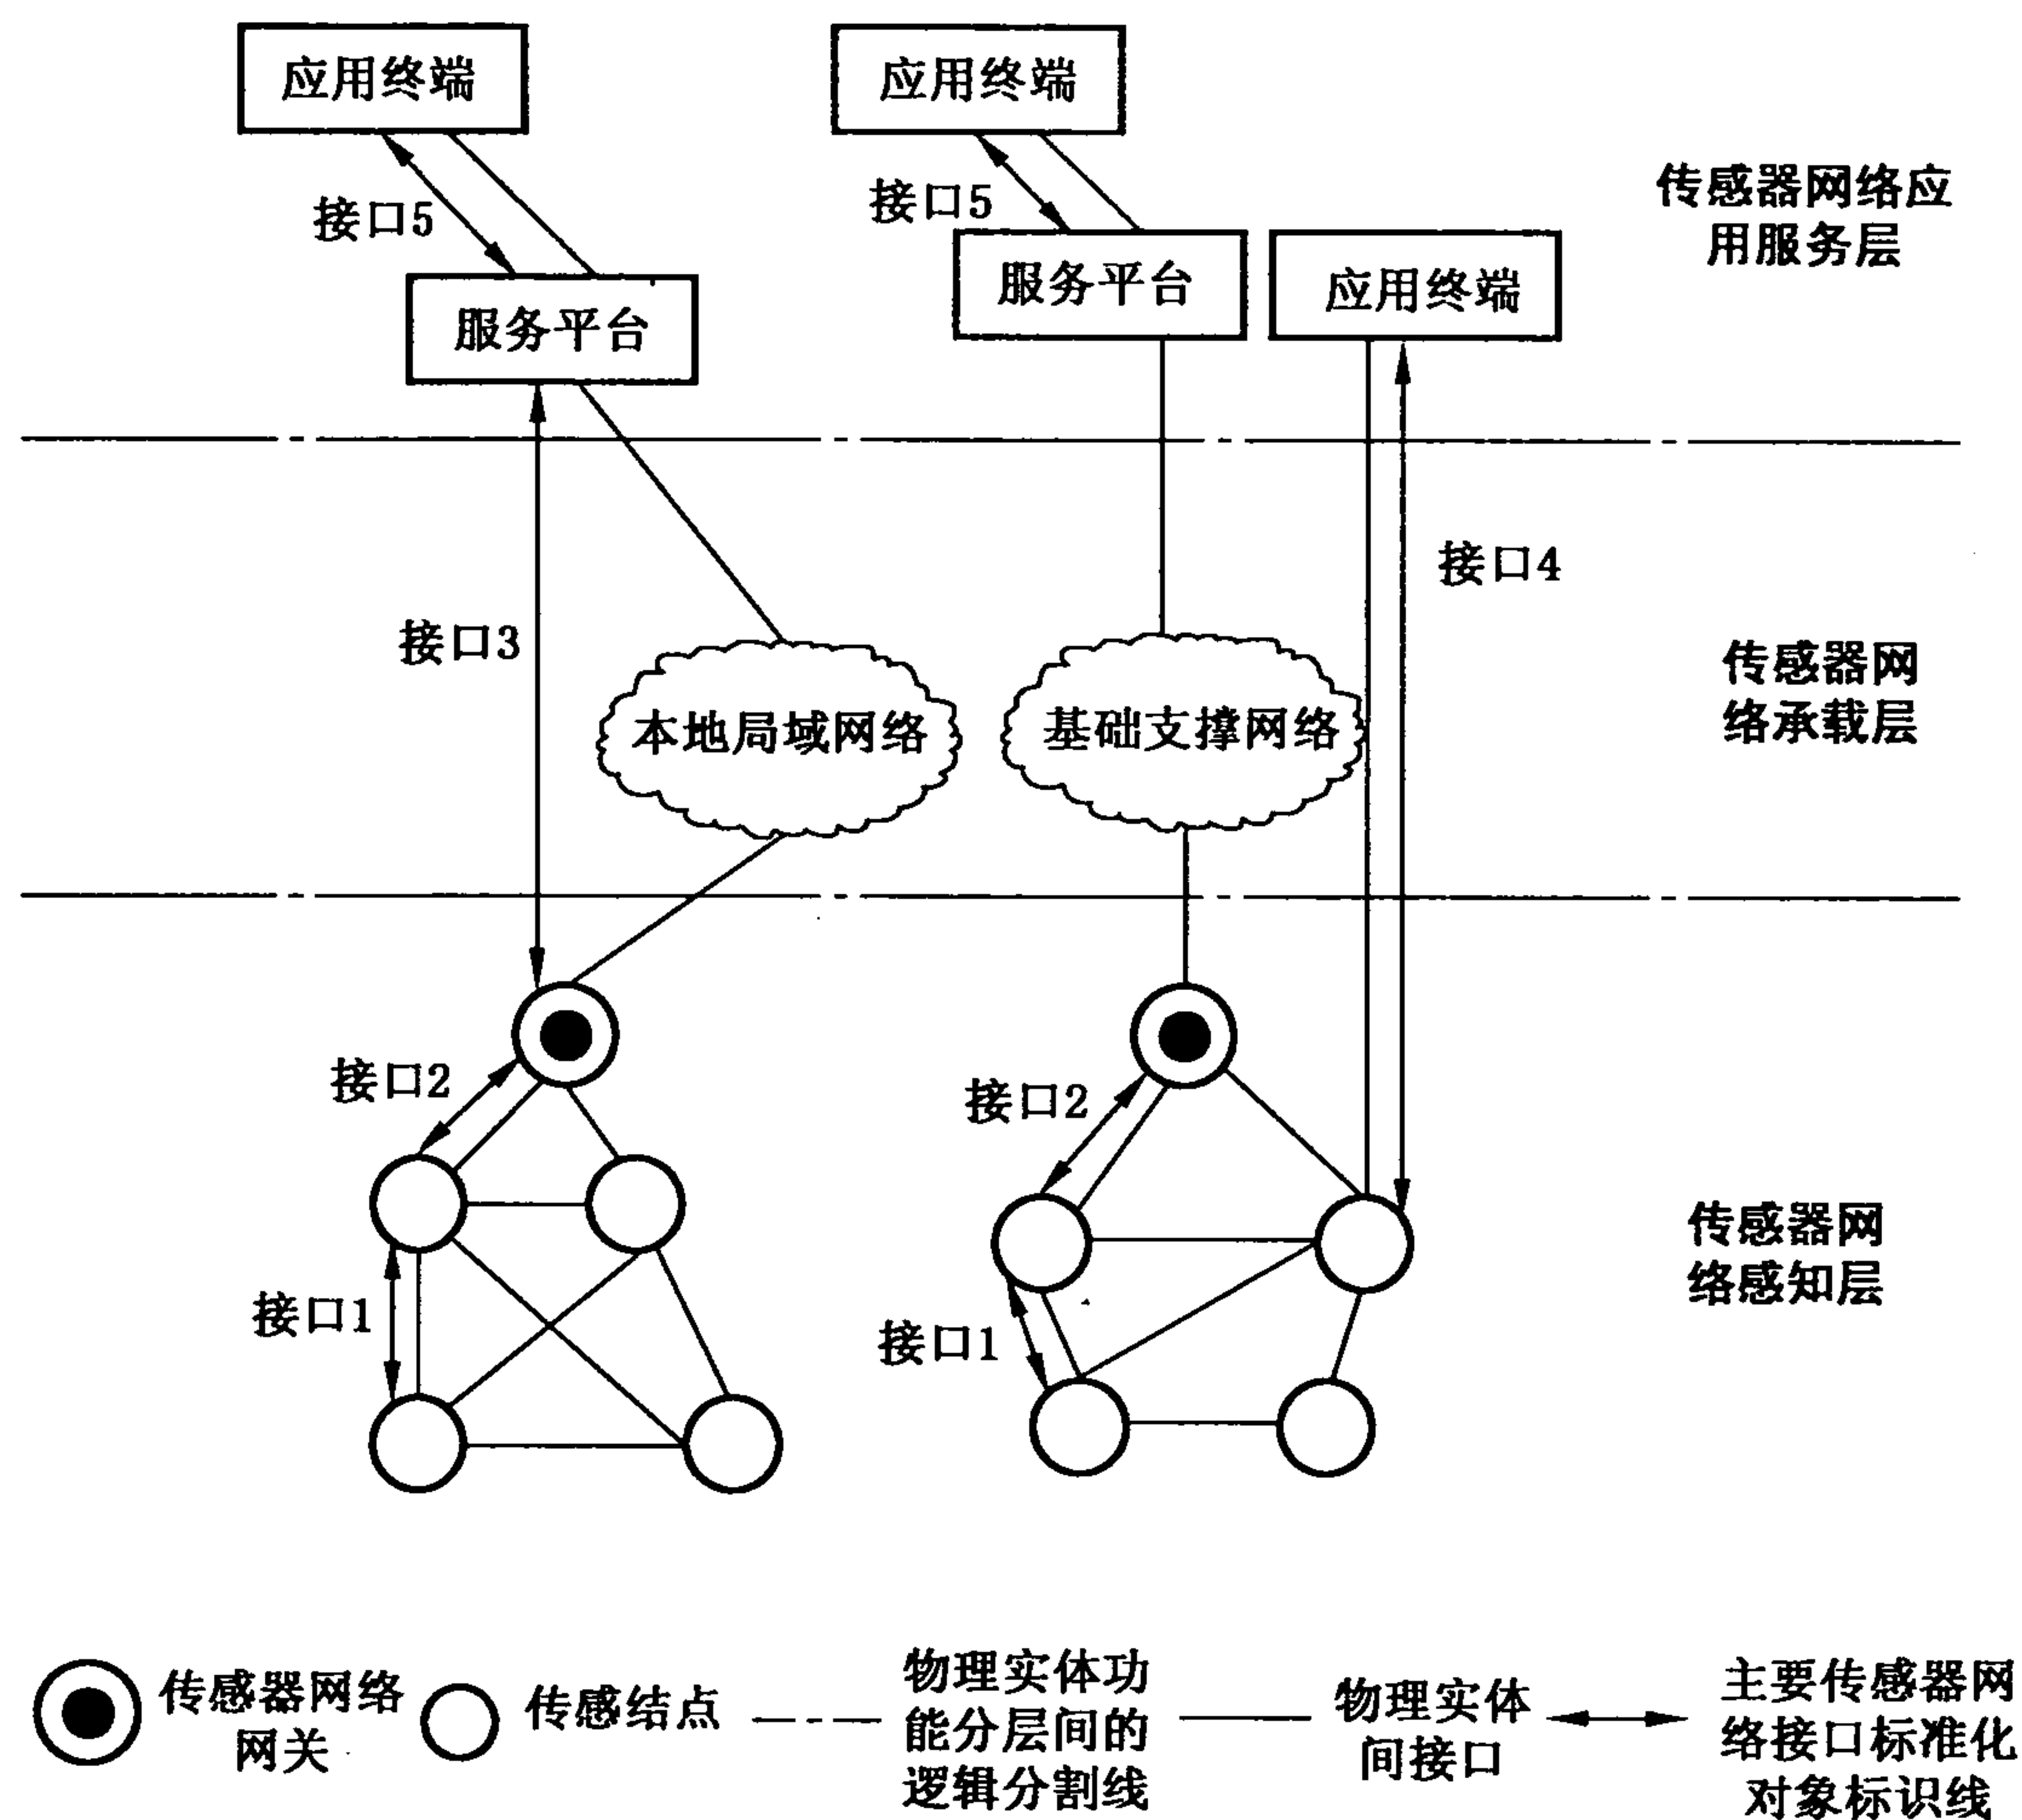 应用终端
应用终端
接口5
接口5
传感器网络应
用服务层
服务平台
应用终端
服务平台
接口4
接口3
传感器网
络承载层
本地局域网络
基础支撑网络
接口2
接口2
传感器网
络感知层
接口1
接口1
传感器网络
网关
传感结点
物理实体功
能分层间的
逻辑分割线
物理实体
间接口
主要传感器网
络接口标准化
对象标识线